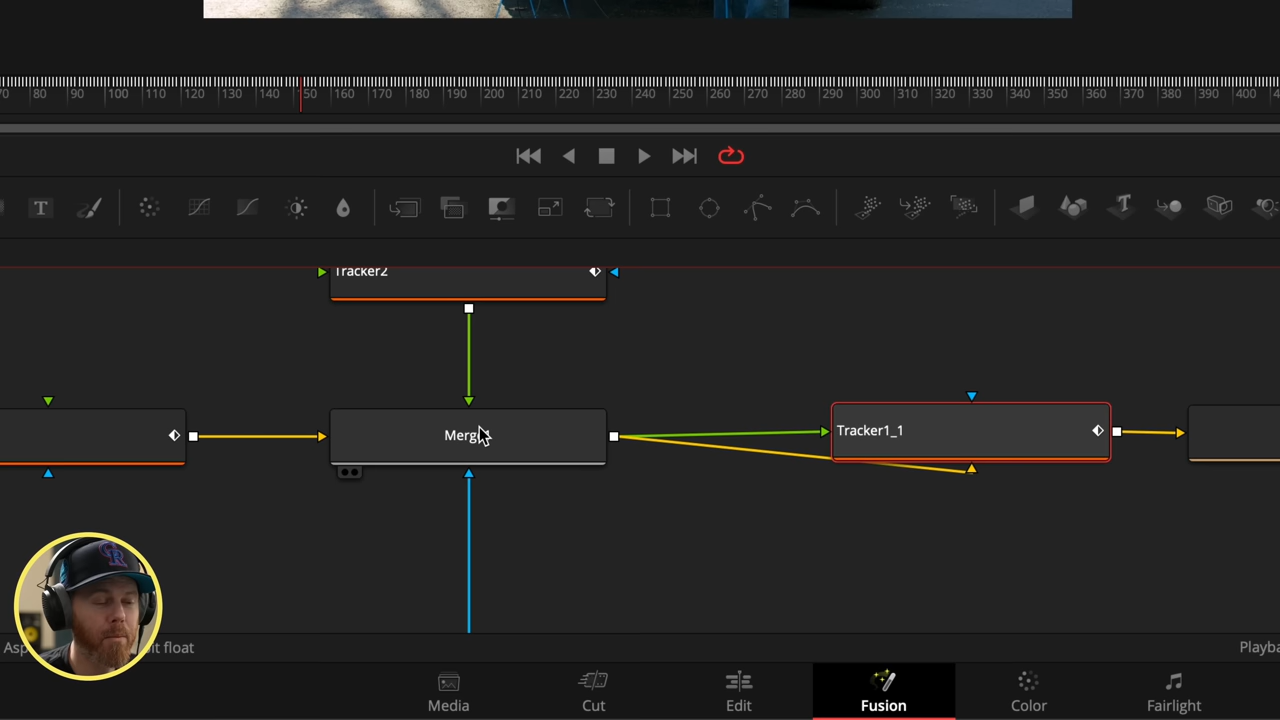 70 80 90 100 110 120 130 140 150 160 170 180 190 200 210 220 230 240 250 260 270 280 290 300 310 320 330 340 350 360 370 380 390 400
Tracker2
Tracker1_1
Asp it float
Playba
Media Cut Edit Fusion Color Fairlight